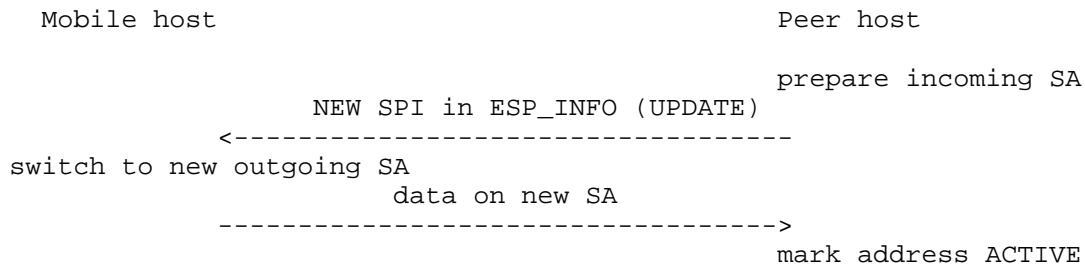 Mobile host Peer host
prepare incoming SA
NEW SPI in ESP_INFO (UPDATE)
<-----------------------------------
switch to new outgoing SA
data on new SA
----------------------------------->
mark address ACTIVE